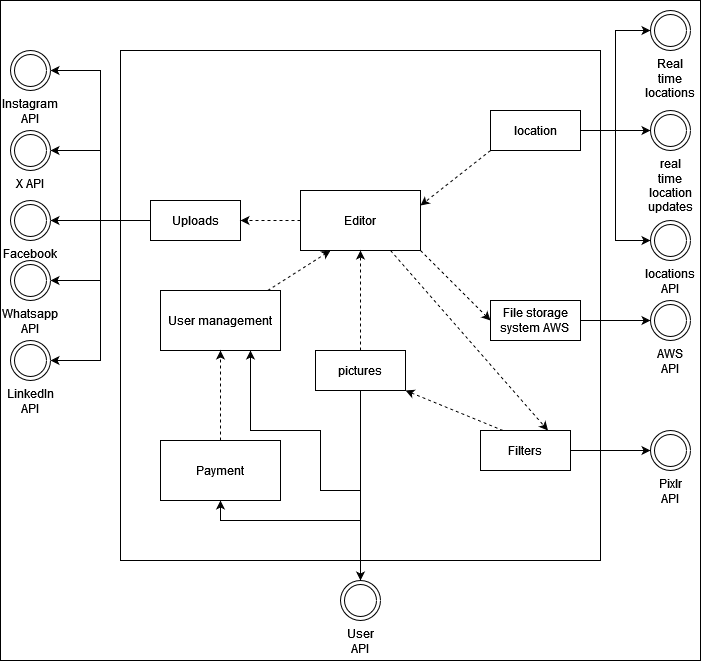 Instagram
API
X API
Facebook
Whatsapp
API
LinkedIn
API
Uploads
Editor
location
User management
pictures
File storage
system AWS
Payment
Filters
Real
time
locations
real
time
location
updates
locations
API
AWS
API
Pixlr
API
User
API